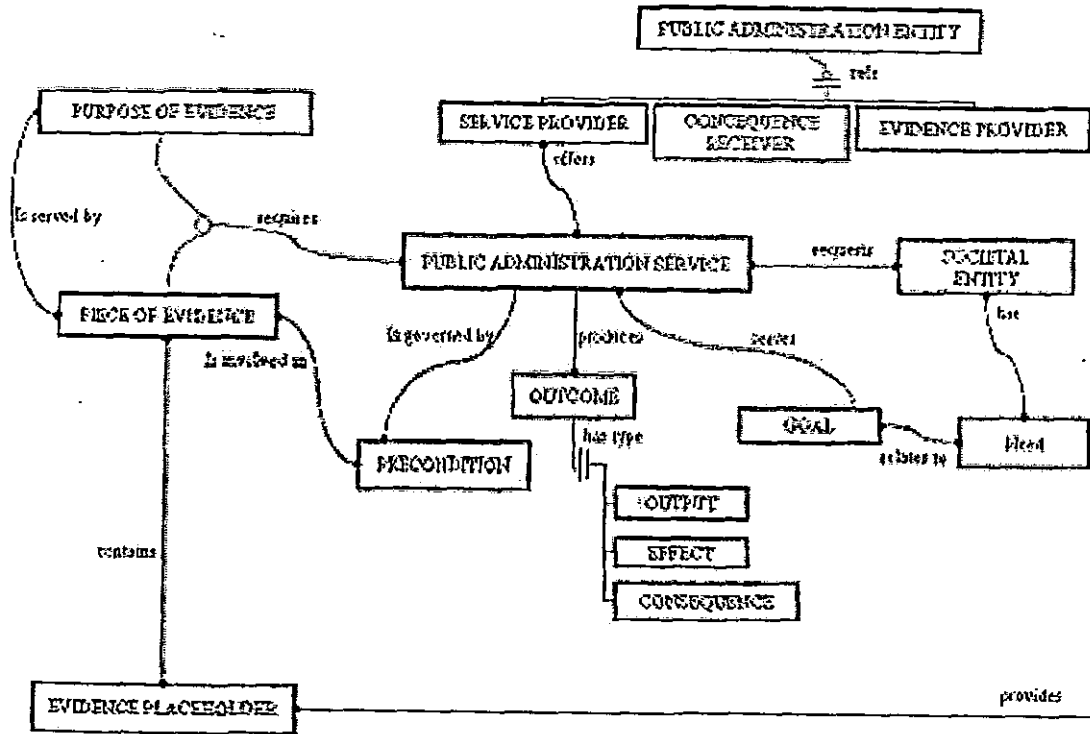 PUBLIC ADMINISTRATION ENTITY
role
PURPOSE OF EVIDENCE
SERVICE PROVIDER
CONCEQUENCE
RECEIVER
EVIDENCE PROVIDER
offers
Is served by
requires
PUBLIC ADMINISTRATION SERVICE
requests
SOCIETAL
ENTITY
has
PIECE OF EVIDENCE
Is involved in
Is governed by
produces
serves
OUTCOME
GOAL
Need
relates to
has type
PRECONDITION
OUTPUT
EFFECT
CONSEQUENCE
contains
EVIDENCE PLACEHOLDER
provides